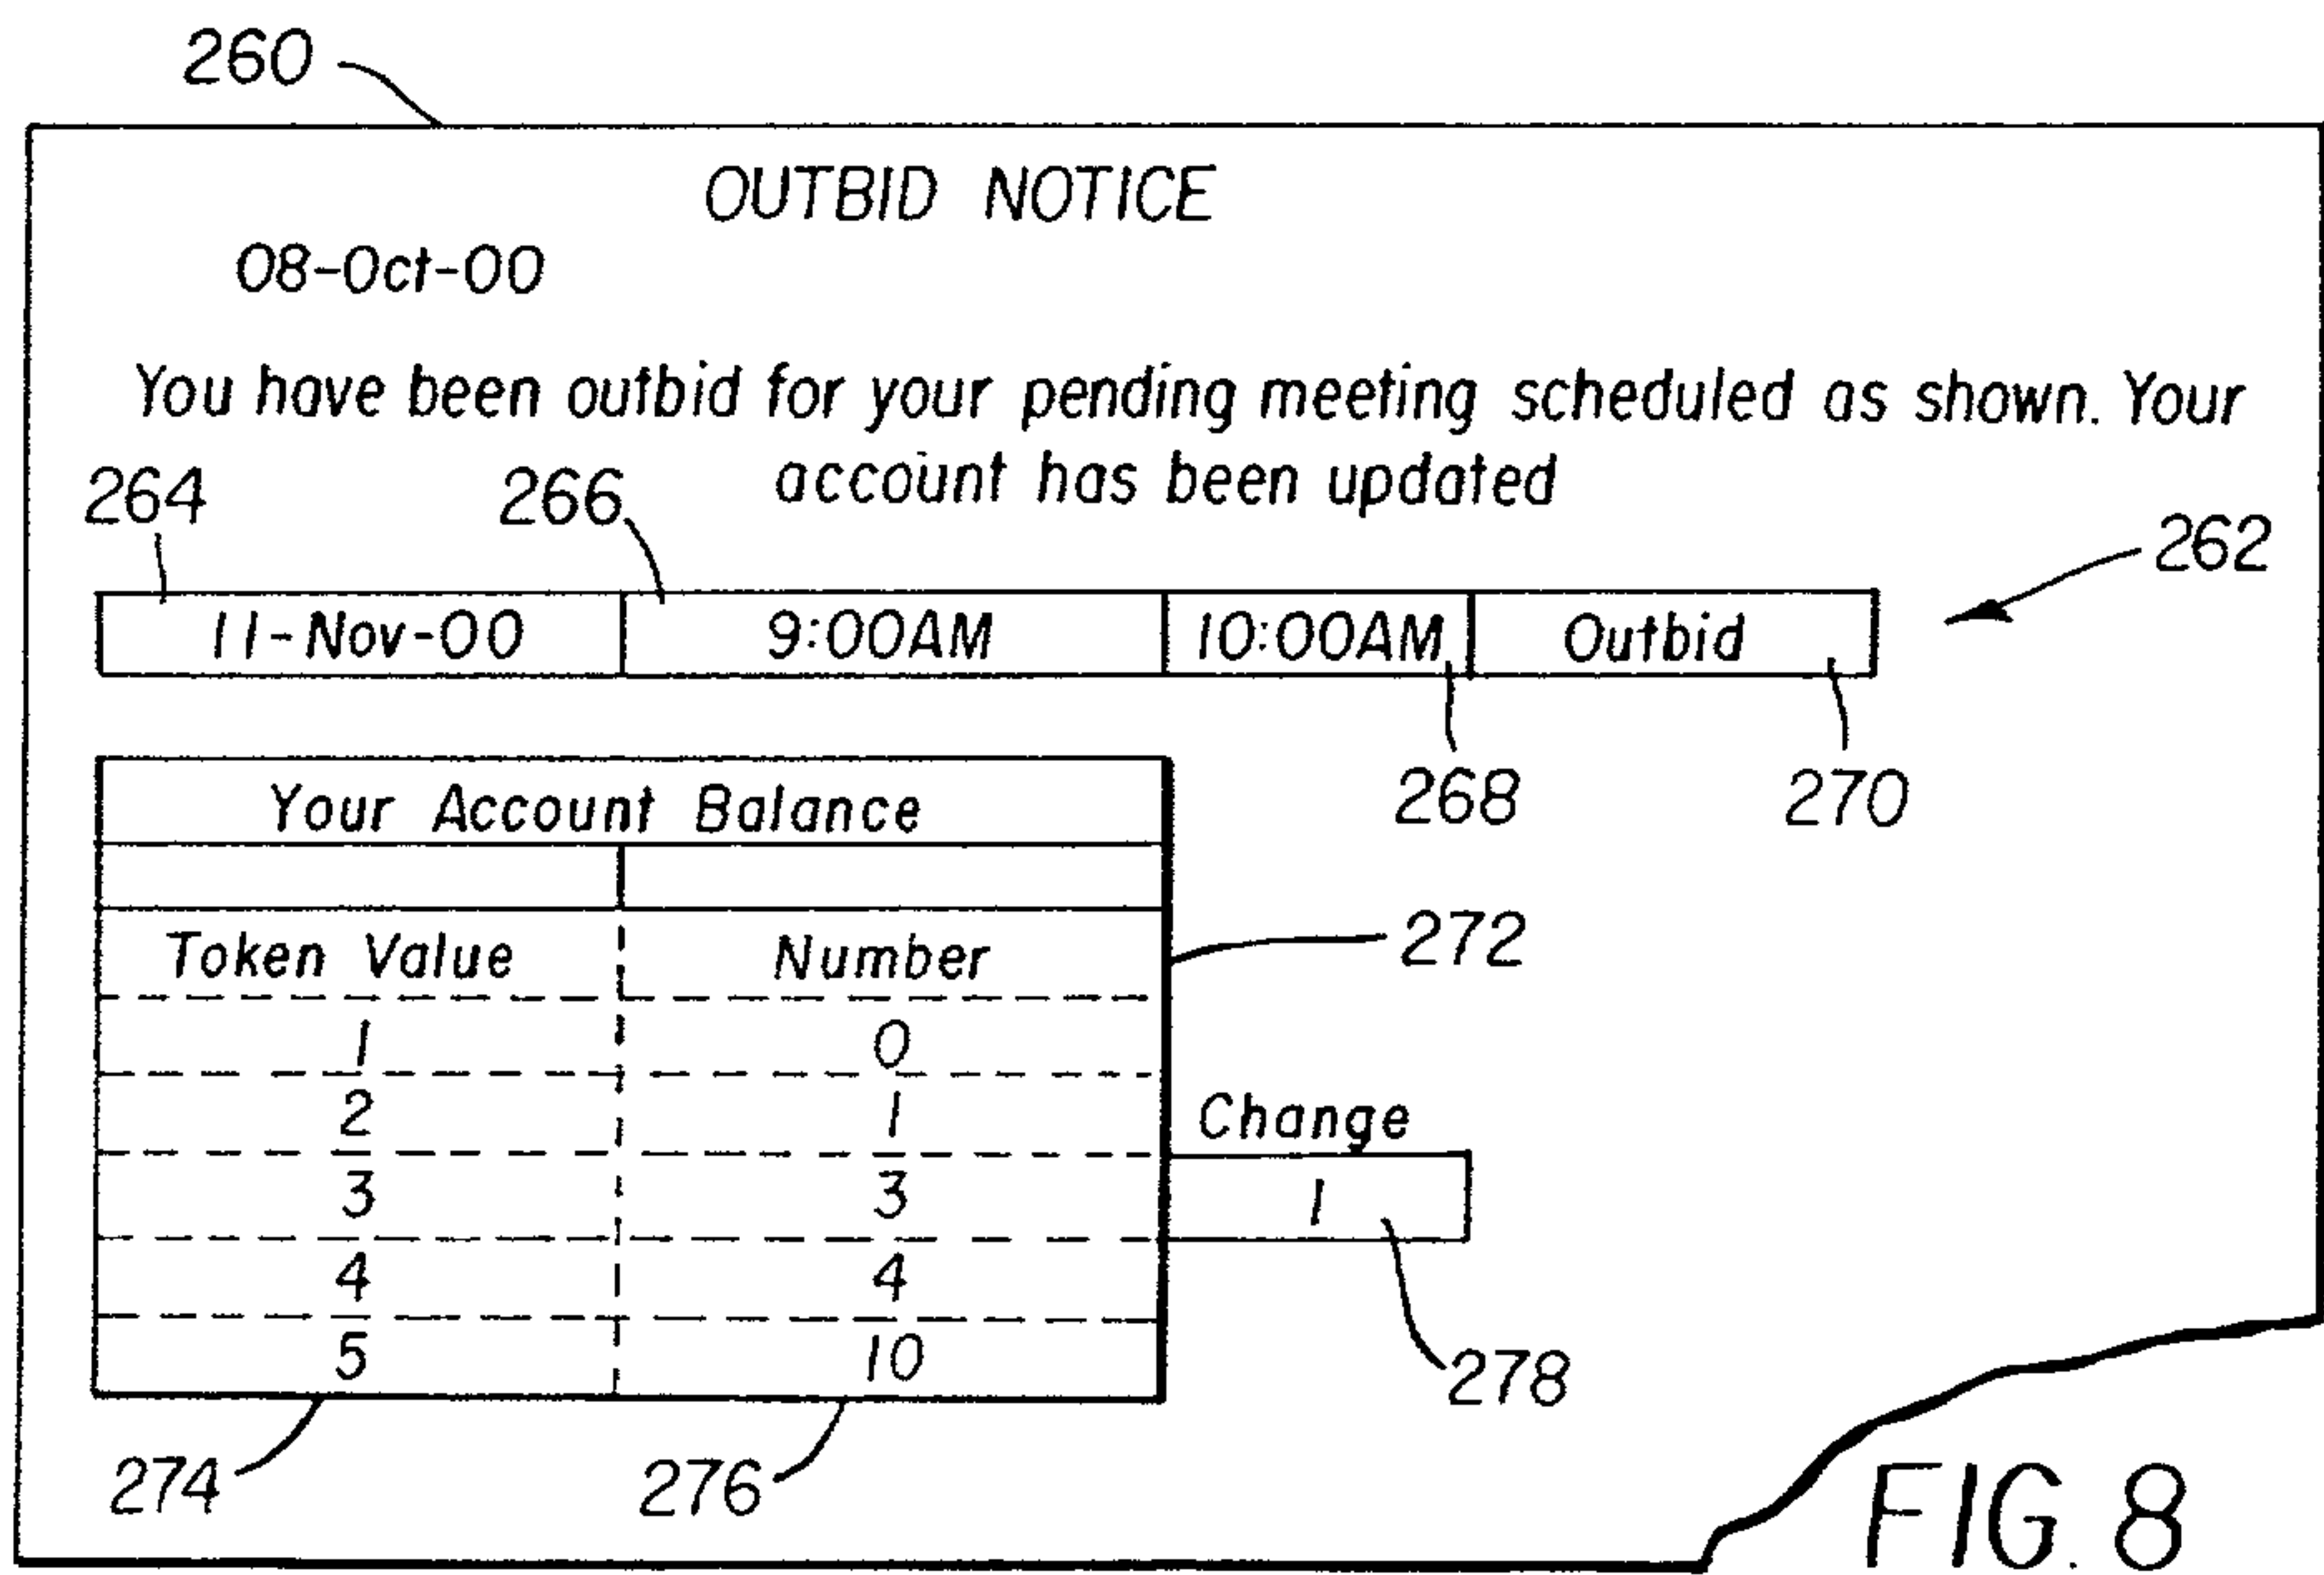 260
OUTBID NOTICE
08-Oct-00
You have been outbid for your pending meeting scheduled as shown. Your
account has been updated
264
266
262
11-Nov-00 9:00AM 10:00AM Outbid
268
270
Your Account Balance
272
Token Value Number
1 0
2 1
Change
3 3 1
4 4
5 10
278
274
276
FIG. 8